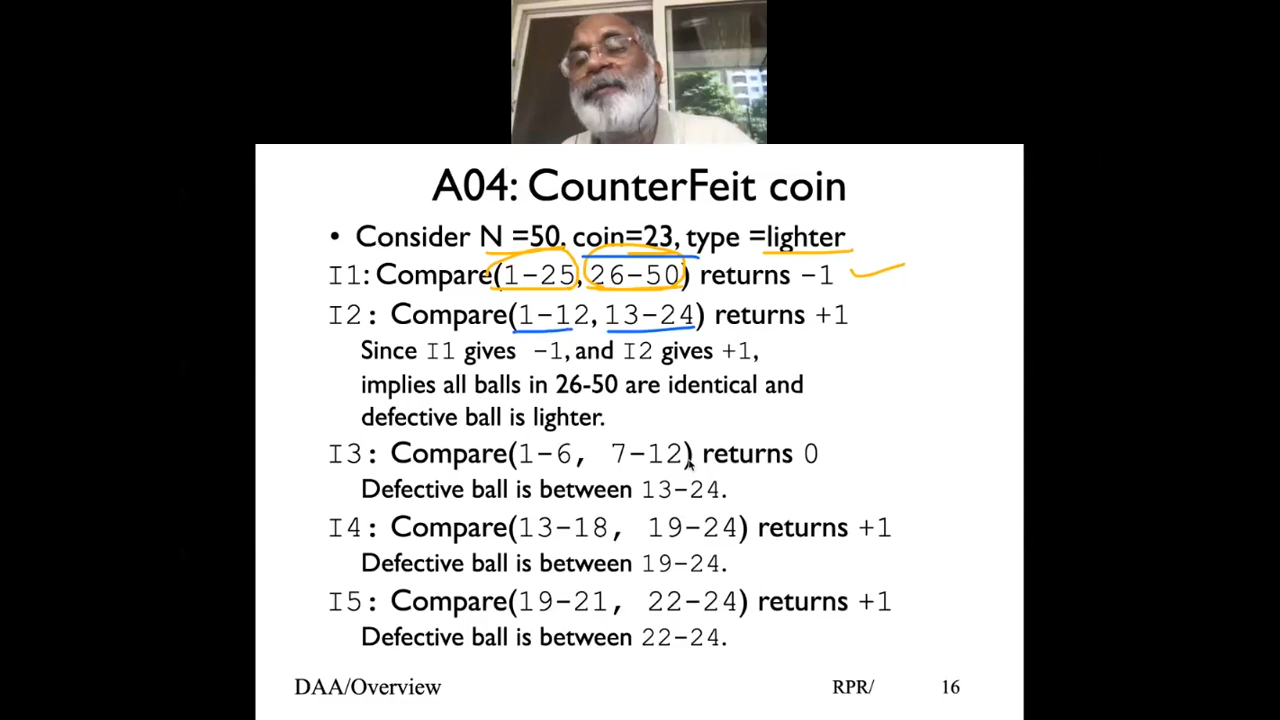 A04: CounterFeit coin
• Consider N =50, coin=23, type =lighter
I1: Compare(1-25, 26-50) returns -1
I2: Compare(1-12, 13-24) returns +1
Since I1 gives -1, and I2 gives +1,
implies all balls in 26-50 are identical and
defective ball is lighter.
I3: Compare(1-6, 7-12) returns 0
Defective ball is between 13-24.
I4: Compare(13-18, 19-24) returns +1
Defective ball is between 19-24.
I5: Compare(19-21, 22-24) returns +1
Defective ball is between 22-24.
DAA/Overview RPR/ 16